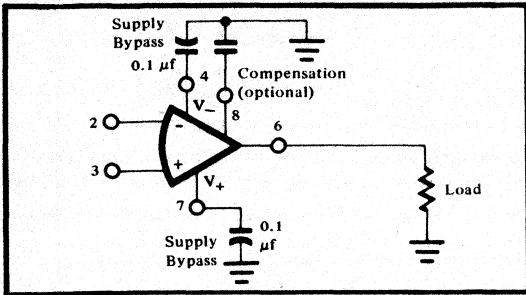 Supply
Bypass
0.1 μf
4
Compensation
(optional)
V−
8
2
-
6
3
+
V+
7
Load
0.1
μf
Supply
Bypass